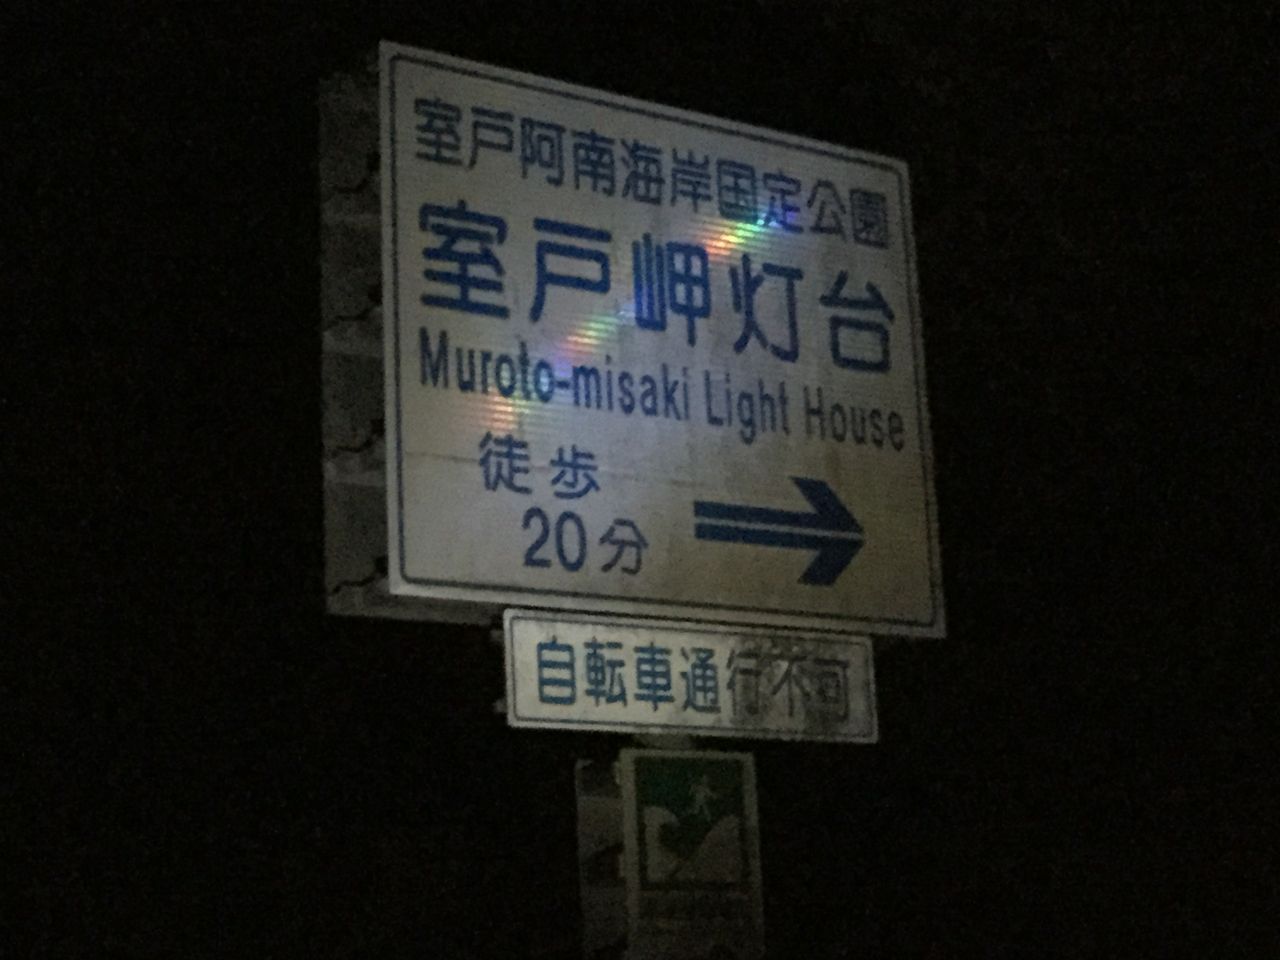 室戸阿南海岸国定公園
室戸岬灯台
Muroto-misaki Light House
徒歩
20分
自転車通行不可